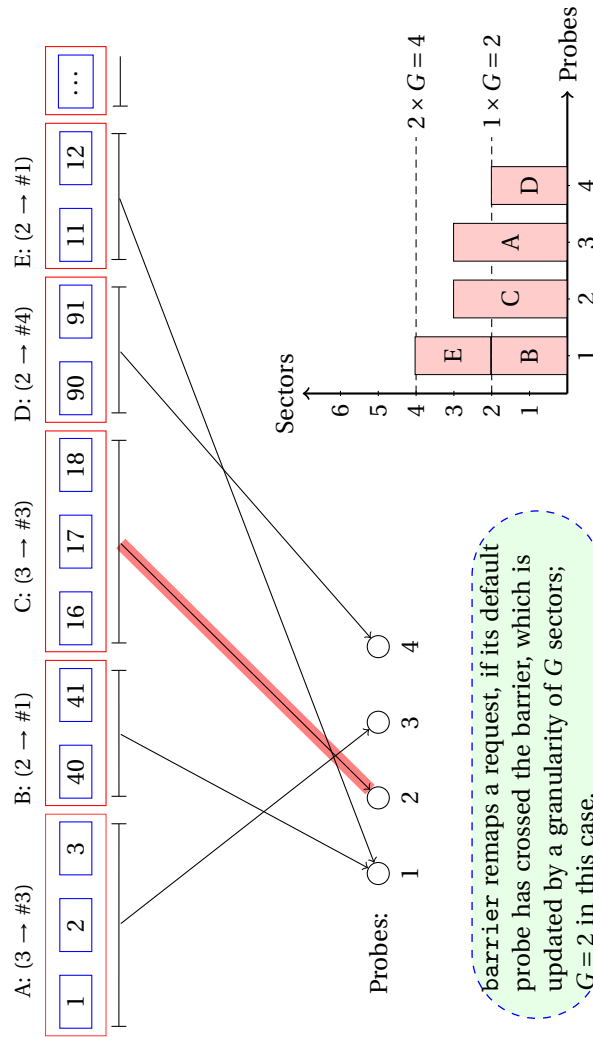 A: (3 → #3)
B: (2 → #1)
C: (3 → #3)
D: (2 → #4)
E: (2 → #1)
1 2 3
40 41
16 17 18
90 91
11 12
...
Probes:
1 2 3 4
barrier remaps a request, if its default
probe has crossed the barrier, which is
updated by a granularity of G sectors;
G = 2 in this case.
Sectors
6
5
4
3
2
1
2 × G = 4
1 × G = 2
E
B
C
A
D
1 2 3 4
Probes